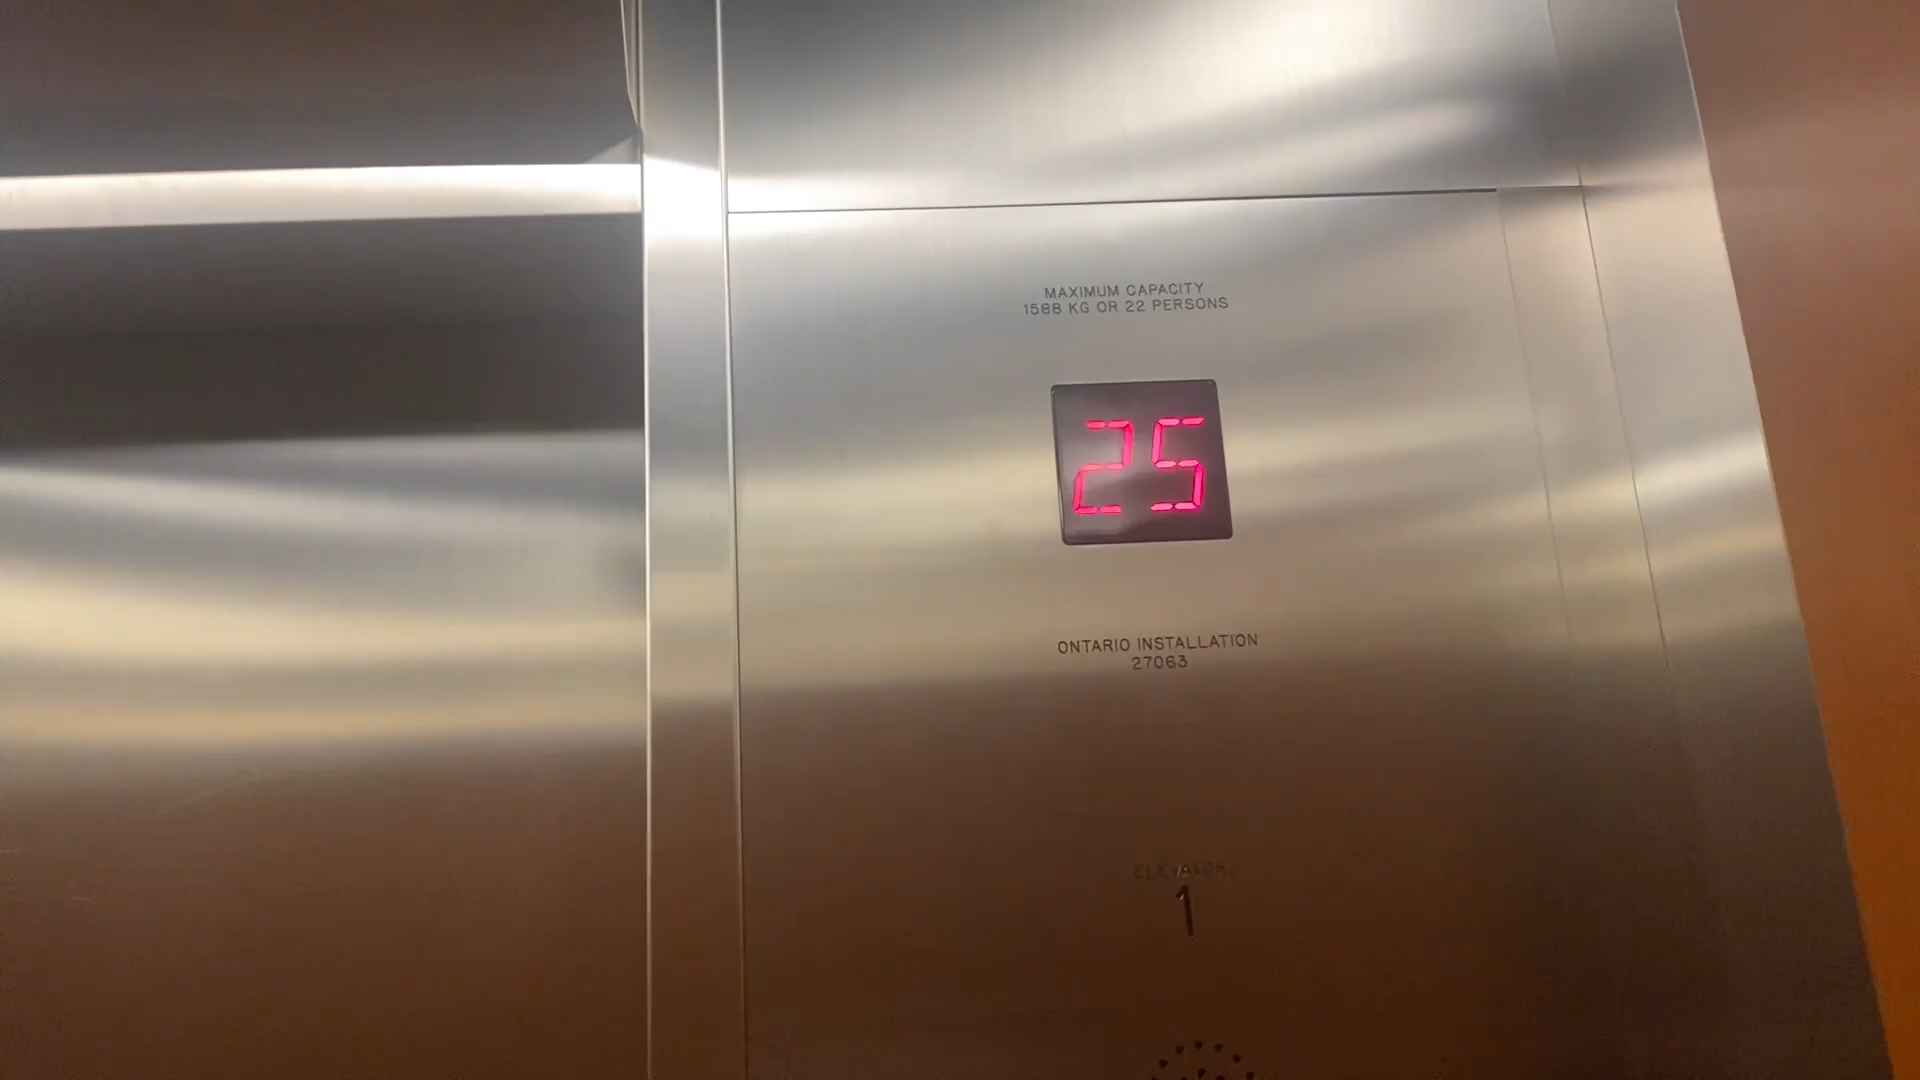 MAXIMUM CAPACITY
1588 KG OR 22 PERSONS
25
ONTARIO INSTALLATION
27063
ELEVATOR
1